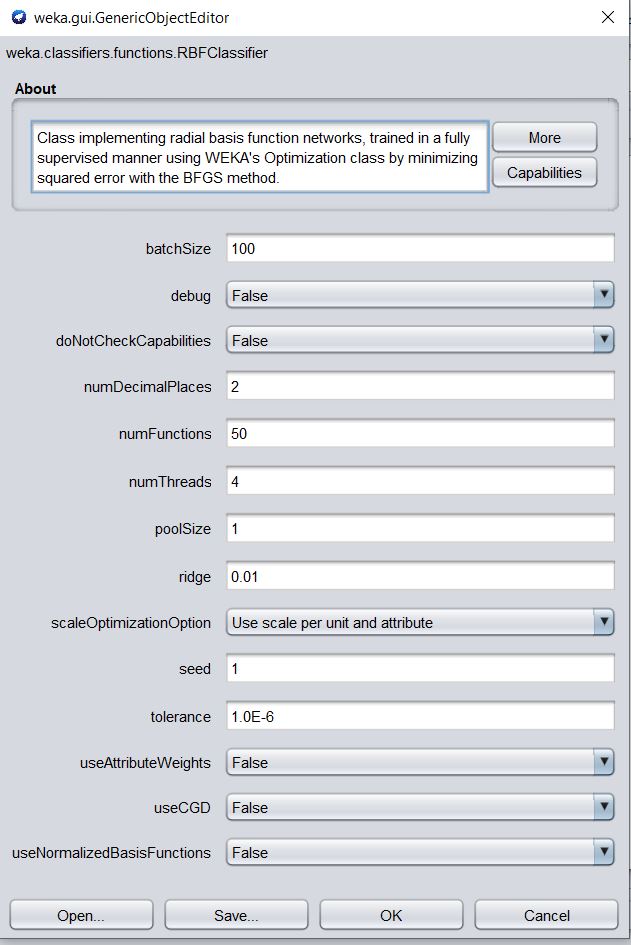 weka.gui.GenericObjectEditor
weka.classifiers.functions.RBFClassifier
About
Class implementing radial basis function networks, trained in a fully
supervised manner using WEKA's Optimization class by minimizing
squared error with the BFGS method.
More
Capabilities
batchSize 100
debug False
doNotCheckCapabilities False
numDecimalPlaces 2
numFunctions 50
numThreads 4
poolSize 1
ridge 0.01
scaleOptimizationOption Use scale per unit and attribute
seed 1
tolerance 1.0E-6
useAttributeWeights False
useCGD False
useNormalizedBasisFunctions False
Open... Save... OK Cancel